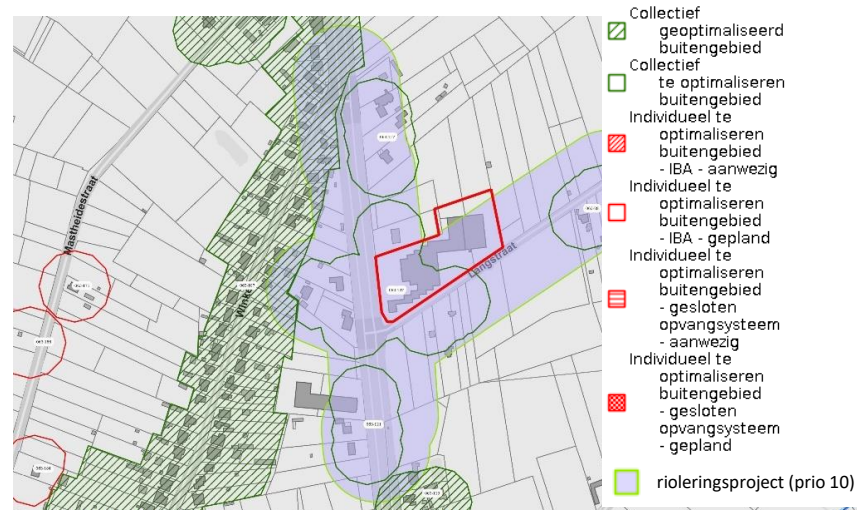 Mastheidestraat
Langstraat
Collectief
geoptimaliseerd
buitengebied
Collectief
te optimaliseren
buitengebied
Individueel te
optimaliseren
buitengebied
- IBA - aanwezig
Individueel te
optimaliseren
buitengebied
- IBA - gepland
Individueel te
optimaliseren
buitengebied
- gesloten
opvangsysteem
- aanwezig
Individueel te
optimaliseren
buitengebied
- gesloten
opvangsysteem
- gepland
rioleringsproject (prio 10)